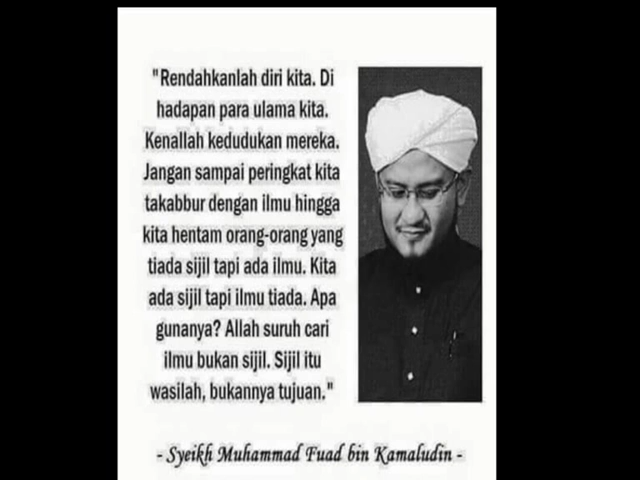 "Rendahkanlah diri kita. Di
hadapan para ulama kita.
Kenallah kedudukan mereka.
Jangan sampai peringkat kita
takabbur dengan ilmu hingga
kita hentam orang-orang yang
tiada sijil tapi ada ilmu. Kita
ada sijil tapi ilmu tiada. Apa
gunanya? Allah suruh cari
ilmu bukan sijil. Sijil itu
wasilah, bukannya tujuan."
- Syeikh Muhammad Fuad bin Kamaludin -